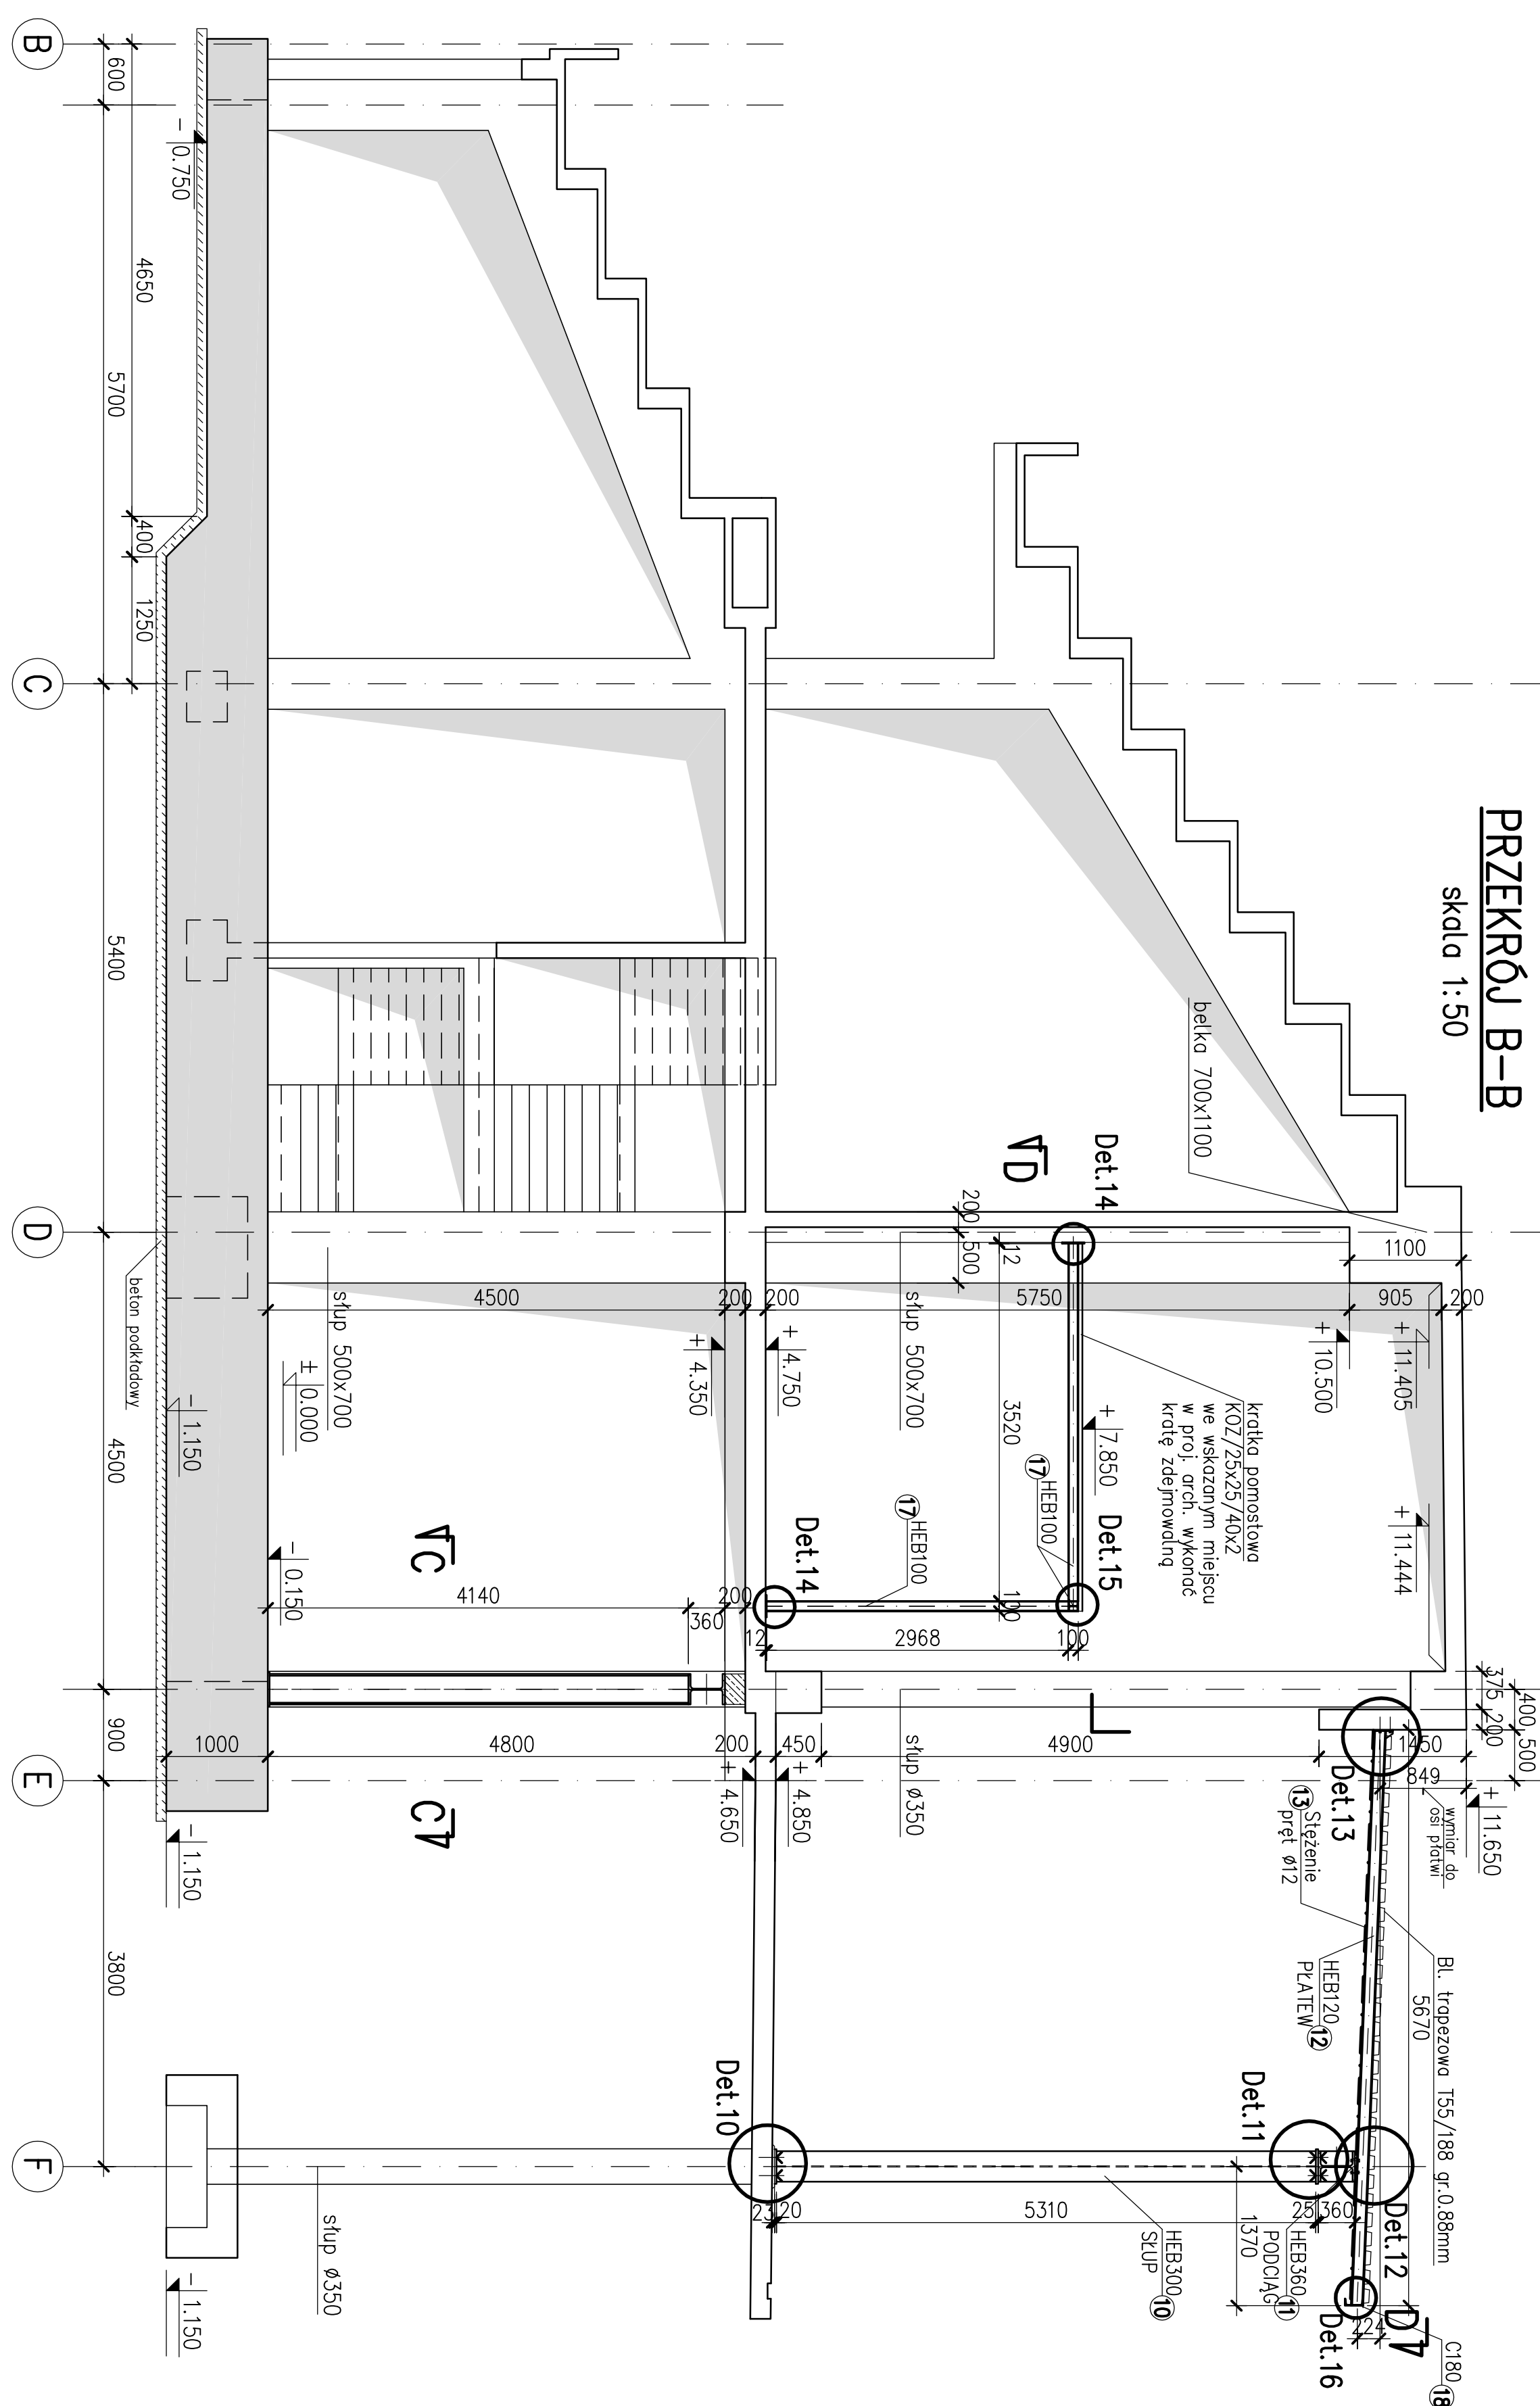 PRZEKRÓJ B-B
skala 1:50
belka 700x1100
Det.14
D
200
500
12
1100
4500
200
200
5750
905
200
+ 11.405
+ 10.500
+ 4.750
+ 4.350
słup 500x700
słup 500x700
± 0.000
- 1.150
beton podkładowy
kratka pomostowa
KOZ/25x25/40x2
we wskazanym miejscu
w proj. arch. wykonać
kratę zdejmowalną
+ 7.850
3520
HEB100
17
Det.15
+ 11.444
HEB100
17
Det.14
100
12
2968
100
C
- 0.150
4140
360
200
375
200
400
500
1000
4800
200
450
4900
1450
849
wymiar do
osi płatwi
+ 11.650
słup ø350
+ 4.850
+ 4.650
C
- 1.150
Det.13
Stężenie
pręt ø12
13
HEB120
PŁATEW
12
Bl. trapezowa T55/188 gr.0.88mm
5670
Det.10
Det.11
Det.12
23
20
5310
25
360
1370
HEB300
SŁUP
10
HEB360
PODCIĄG
11
Det.16
224
D
C180
18
słup ø350
- 1.150
- 0.750
4650
400
1250
600
5700
5400
4500
900
3800
B
C
D
E
F